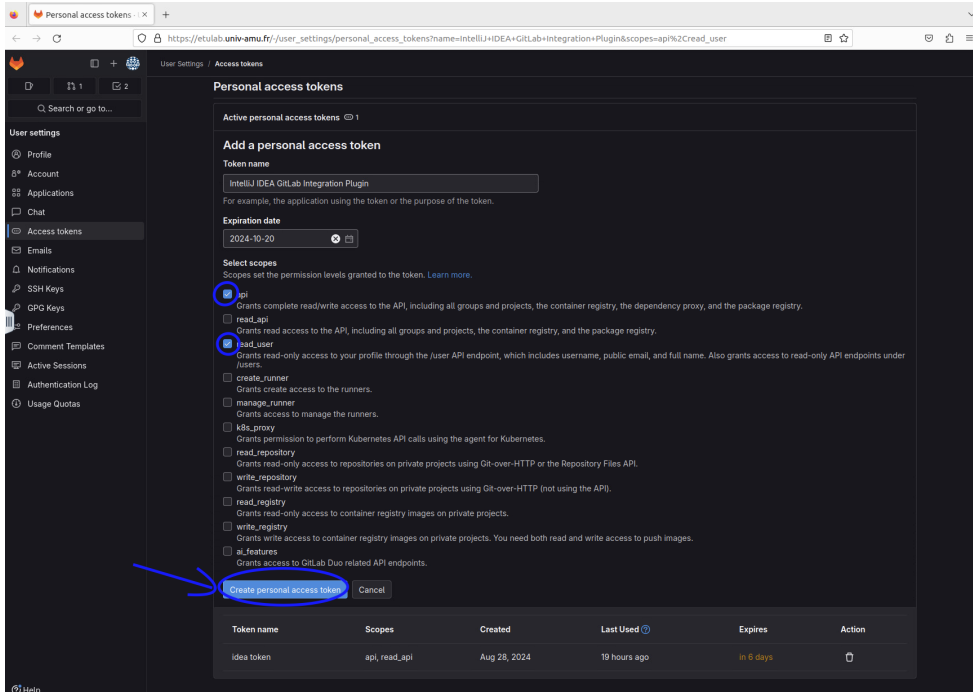 Personal access tokens
https://etulab.univ-amu.fr/-/user_settings/personal_access_tokens?name=IntelliJ+IDEA+GitLab+Integration+Plugin&scopes=api%2Cread_user
User Settings / Access tokens
1
2
Search or go to...
User settings
Profile
Account
Applications
Chat
Access tokens
Emails
Notifications
SSH Keys
GPG Keys
Preferences
Comment Templates
Active Sessions
Authentication Log
Usage Quotas
Help
Personal access tokens
Active personal access tokens 1
Add a personal access token
Token name
IntelliJ IDEA GitLab Integration Plugin
For example, the application using the token or the purpose of the token.
Expiration date
2024-10-20
Select scopes
Scopes set the permission levels granted to the token. Learn more.
api
Grants complete read/write access to the API, including all groups and projects, the container registry, the dependency proxy, and the package registry.
read_api
Grants read access to the API, including all groups and projects, the container registry, and the package registry.
read_user
Grants read-only access to your profile through the /user API endpoint, which includes username, public email, and full name. Also grants access to read-only API endpoints under
/users.
create_runner
Grants create access to the runners.
manage_runner
Grants access to manage the runners.
k8s_proxy
Grants permission to perform Kubernetes API calls using the agent for Kubernetes.
read_repository
Grants read-only access to repositories on private projects using Git-over-HTTP or the Repository Files API.
write_repository
Grants read-write access to repositories on private projects using Git-over-HTTP (not using the API).
read_registry
Grants read-only access to container registry images on private projects.
write_registry
Grants write access to container registry images on private projects. You need both read and write access to push images.
ai_features
Grants access to GitLab Duo related API endpoints.
Create personal access token Cancel
Token name Scopes Created Last Used Expires Action
idea token api, read_api Aug 28, 2024 19 hours ago in 6 days